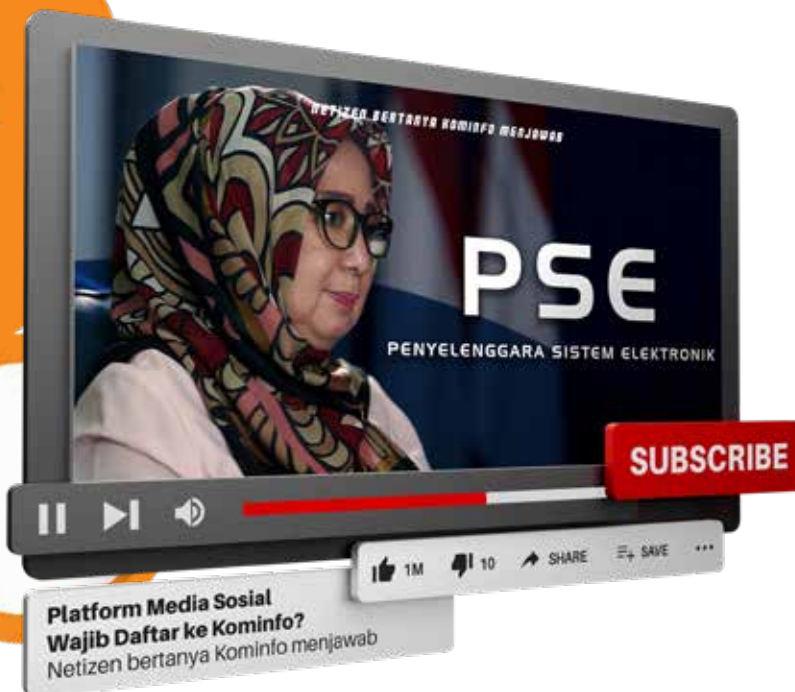 NETIZEN BERTANYA KOMINFO MENJAWAB
PSE
PENYELENGGARA SISTEM ELEKTRONIK
SUBSCRIBE
1M 10 SHARE SAVE
Platform Media Sosial
Wajib Daftar ke Kominfo?
Netizen bertanya Kominfo menjawab